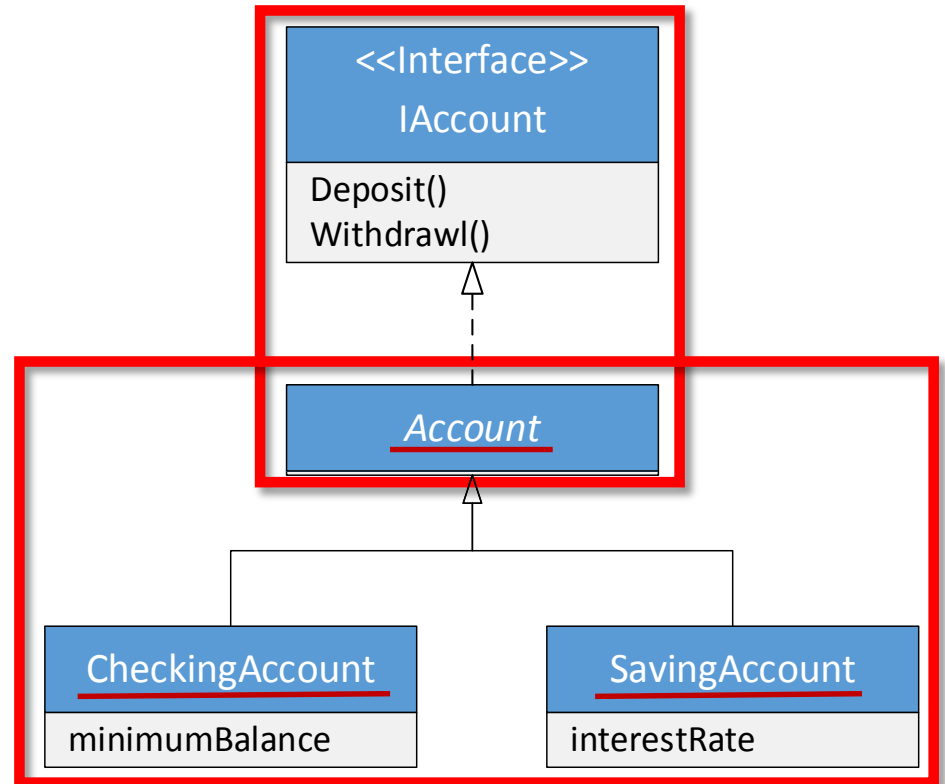 <<Interface>>
IAccount
Deposit()
Withdrawl()
Account
CheckingAccount
SavingAccount
minimumBalance
interestRate